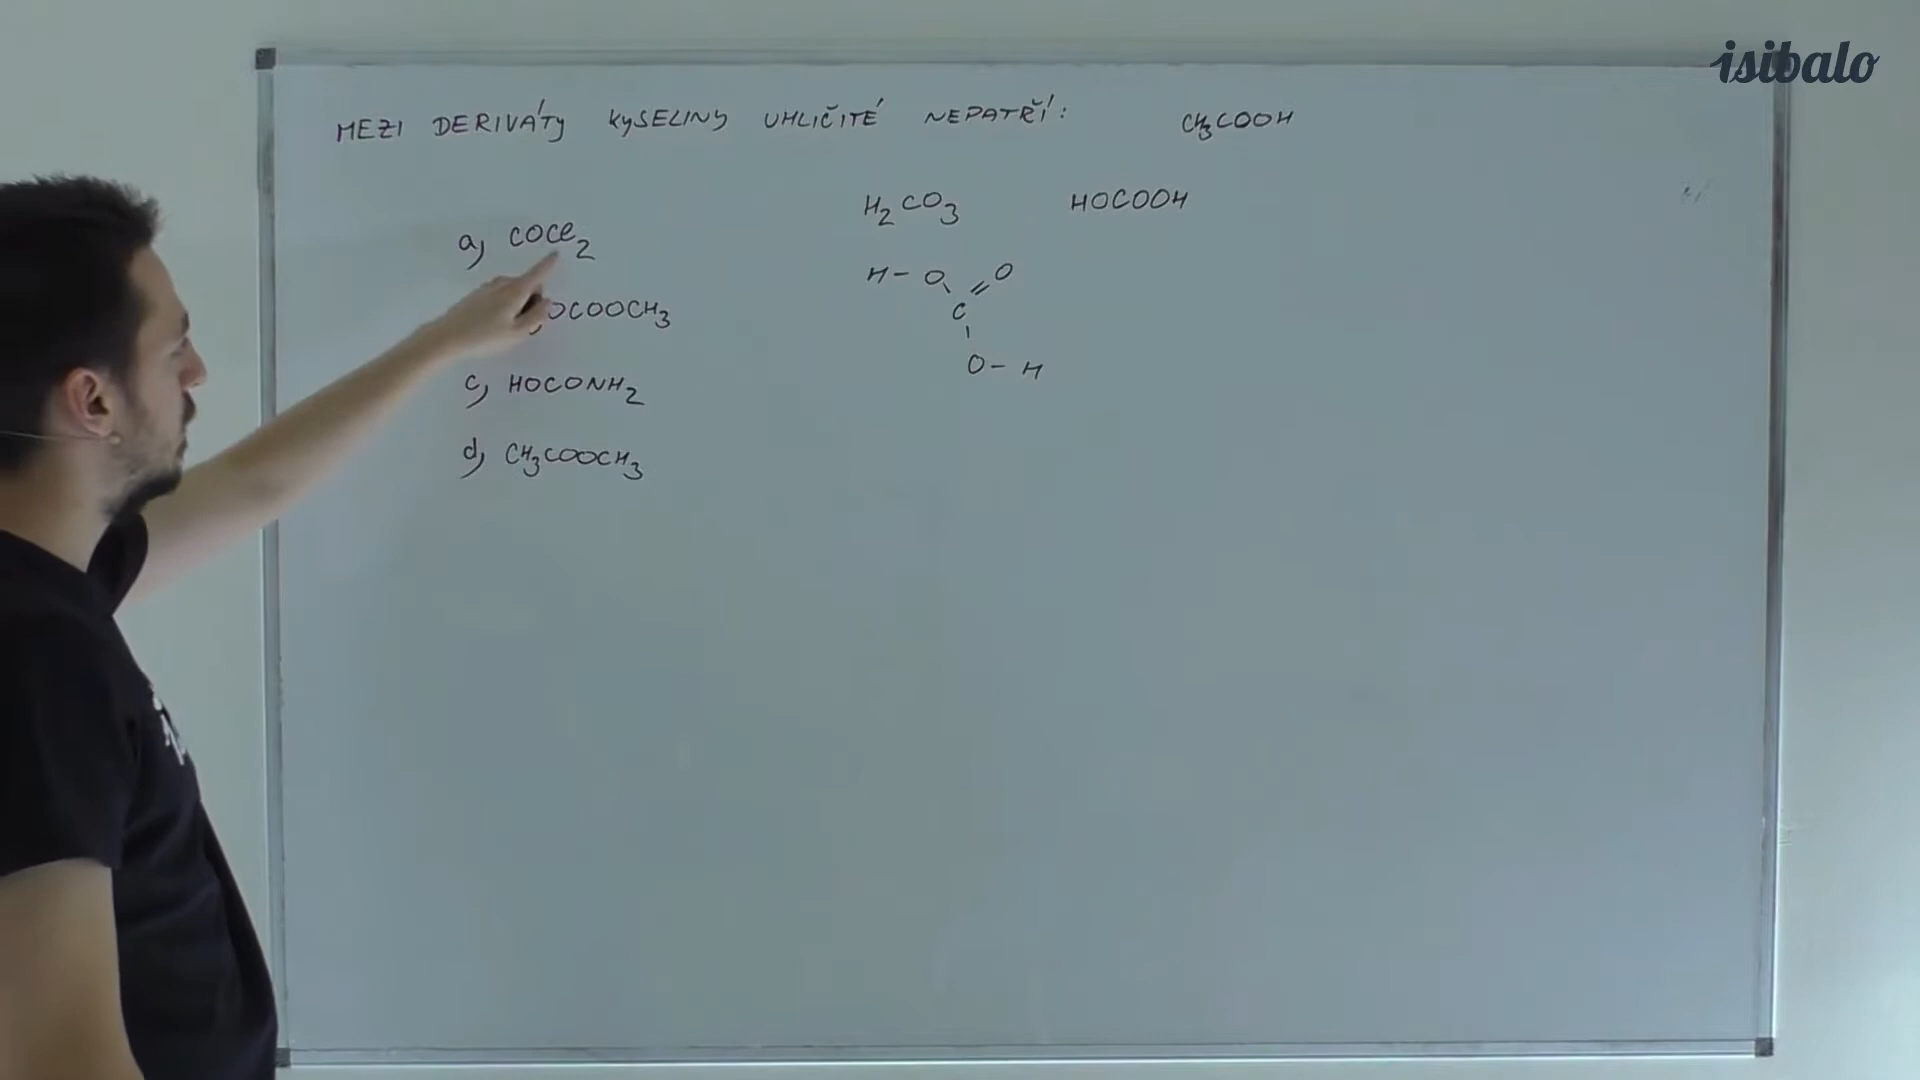 isibalo
MEZI DERIVÁTY KYSELINY UHLIČITÉ NEPATŘÍ:
CH₃COOH
H₂CO₃ HOCOOH
a) COCl₂
OCOOCH₃
c) HOCONH₂
d) CH₃COOCH₃
H - O O
C
O - H